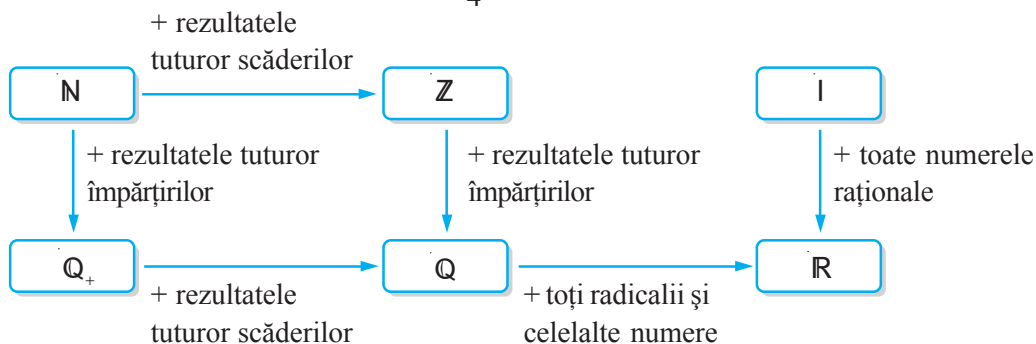 4
+ rezultatele
tuturor scăderilor
ℕ
ℤ
I
+ rezultatele tuturor
împărțirilor
+ rezultatele tuturor
împărțirilor
+ toate numerele
raționale
ℚ₊
ℚ
ℝ
+ rezultatele
tuturor scăderilor
+ toți radicalii şi
celelalte numere